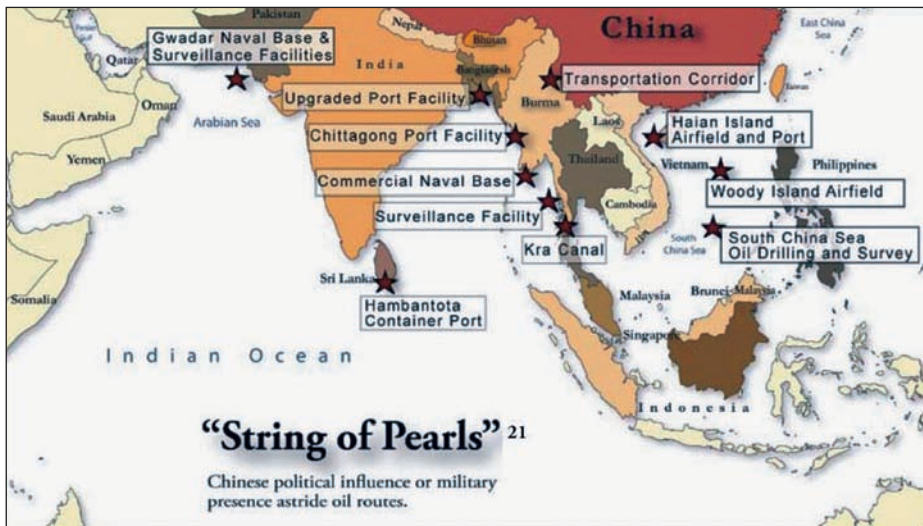 Pakistan
Nepal
China
East China
Sea
Persian
Gulf
Gwadar Naval Base &
Surveillance Facilities
Bhutan
Qatar
India
Bangladesh
Transportation Corridor
Taiwan
Upgraded Port Facility
Burma
Oman
Saudi Arabia
Arabian Sea
Laos
Haian Island
Airfield and Port
Chittagong Port Facility
Yemen
Thailand
Vietnam
Philippines
Commercial Naval Base
Woody Island Airfield
Cambodia
Surveillance Facility
South
China Sea
South China Sea
Oil Drilling and Survey
Kra Canal
Somalia
Sri Lanka
Hambantota
Container Port
Malaysia
Brunei
Malaysia
Singapore
Indian Ocean
Indonesia
“String of Pearls” 21
Chinese political influence or military
presence astride oil routes.